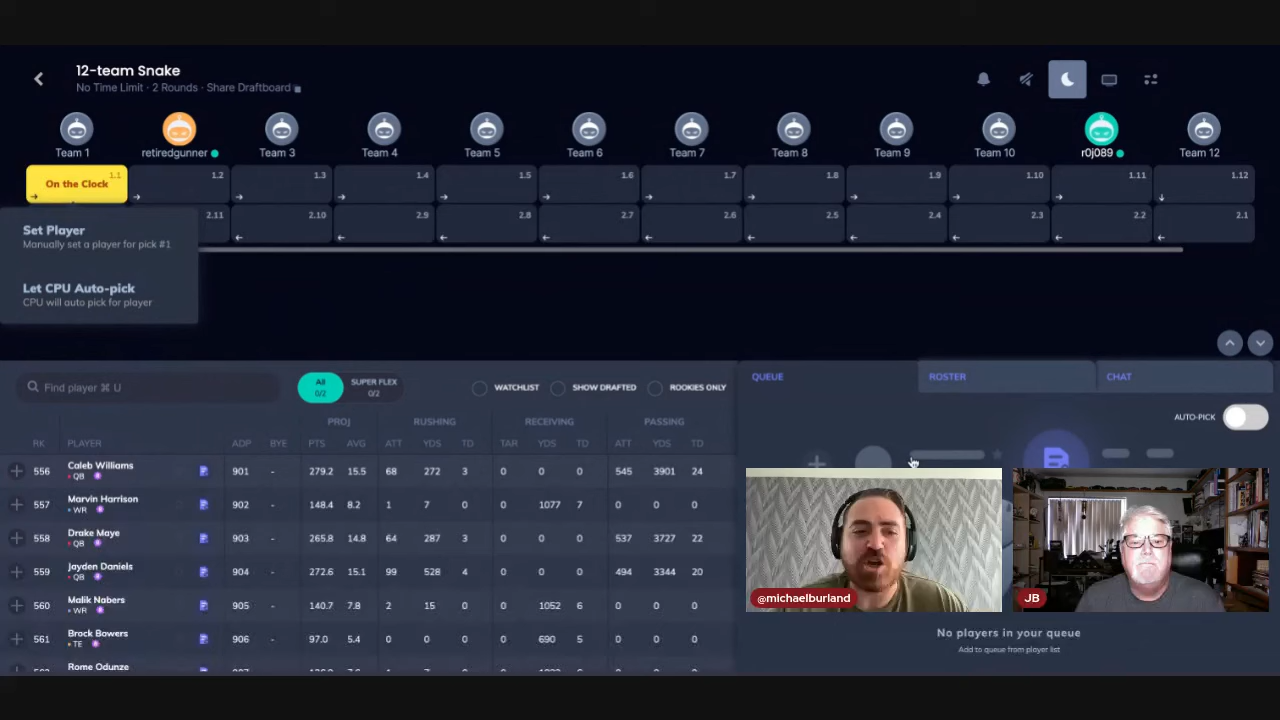 12-team Snake
No Time Limit · 2 Rounds · Share Draftboard
Team 1
retiredgunner
Team 3
Team 4
Team 5
Team 6
Team 7
Team 8
Team 9
Team 10
r0j089
Team 12
On the Clock
1.1
1.2
1.3
1.4
1.5
1.6
1.7
1.8
1.9
1.10
1.11
1.12
2.11
2.10
2.9
2.8
2.7
2.6
2.5
2.4
2.3
2.2
2.1
Set Player
Manually set a player for pick #1
Let CPU Auto-pick
CPU will auto pick for player
Find player ⌘ U
All
0/2
SUPER FLEX
0/2
WATCHLIST
SHOW DRAFTED
ROOKIES ONLY
QUEUE
ROSTER
CHAT
AUTO-PICK
PROJ RUSHING RECEIVING PASSING
RK PLAYER ADP BYE PTS AVG ATT YDS TD TAR YDS TD ATT YDS TD
556 Caleb Williams 901 - 279.2 15.5 68 272 3 0 0 0 545 3901 24
QB
557 Marvin Harrison 902 - 148.4 8.2 1 7 0 0 1077 7 0 0 0
WR
558 Drake Maye 903 - 265.8 14.8 64 287 3 0 0 0 537 3727 22
QB
559 Jayden Daniels 904 - 272.6 15.1 99 528 4 0 0 0 494 3344 20
QB
560 Malik Nabers 905 - 140.7 7.8 2 15 0 0 1052 6 0 0 0
WR
561 Brock Bowers 906 - 97.0 5.4 0 0 0 0 690 5 0 0 0
TE
Rome Odunze
@michaelburland
JB
No players in your queue
Add to queue from player list